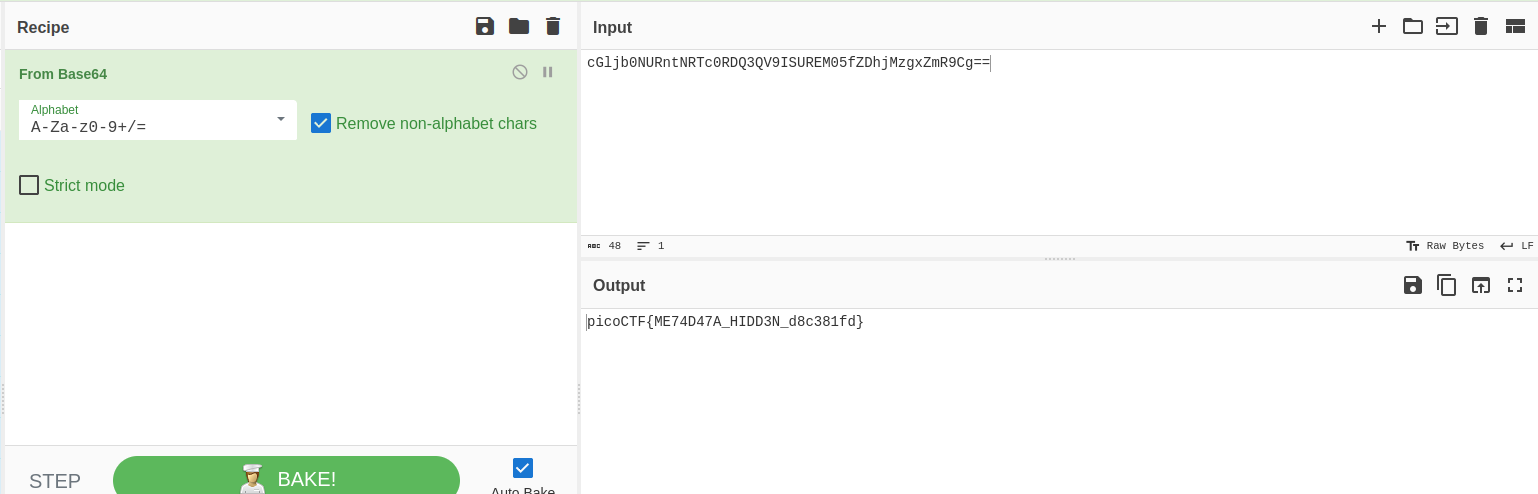 Recipe
From Base64
Alphabet
A-Za-z0-9+/=
Remove non-alphabet chars
Strict mode
STEP
BAKE!
Auto Bake
Input
cGljb0NURntNRTc0RDQ3QV9ISUREM05fZDhjMzgxZmR9Cg==
ABC 48 1
Raw Bytes LF
Output
picoCTF{ME74D47A_HIDD3N_d8c381fd}